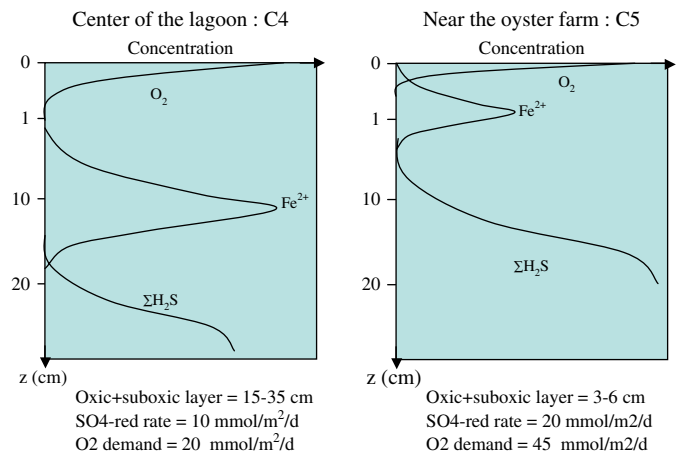 Center of the lagoon : C4
Concentration
0
O2
1
10
Fe2+
20
ΣH2S
z (cm)
Oxic+suboxic layer = 15-35 cm
SO4-red rate = 10 mmol/m2/d
O2 demand = 20 mmol/m2/d
Near the oyster farm : C5
Concentration
0
O2
Fe2+
1
10
ΣH2S
20
z (cm)
Oxic+suboxic layer = 3-6 cm
SO4-red rate = 20 mmol/m2/d
O2 demand = 45 mmol/m2/d